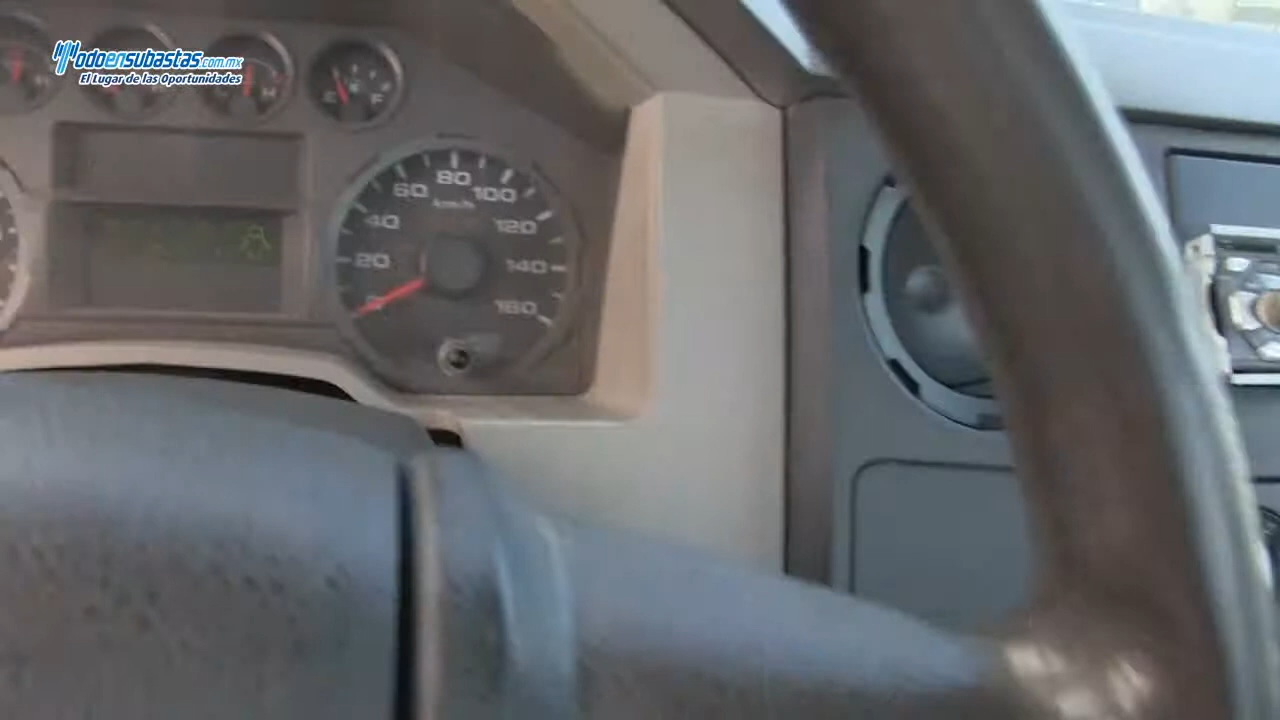 Todoensubastas.com.mx
El Lugar de las Oportunidades
H
E F
80
60 100
km/h
40 120
20 140
160